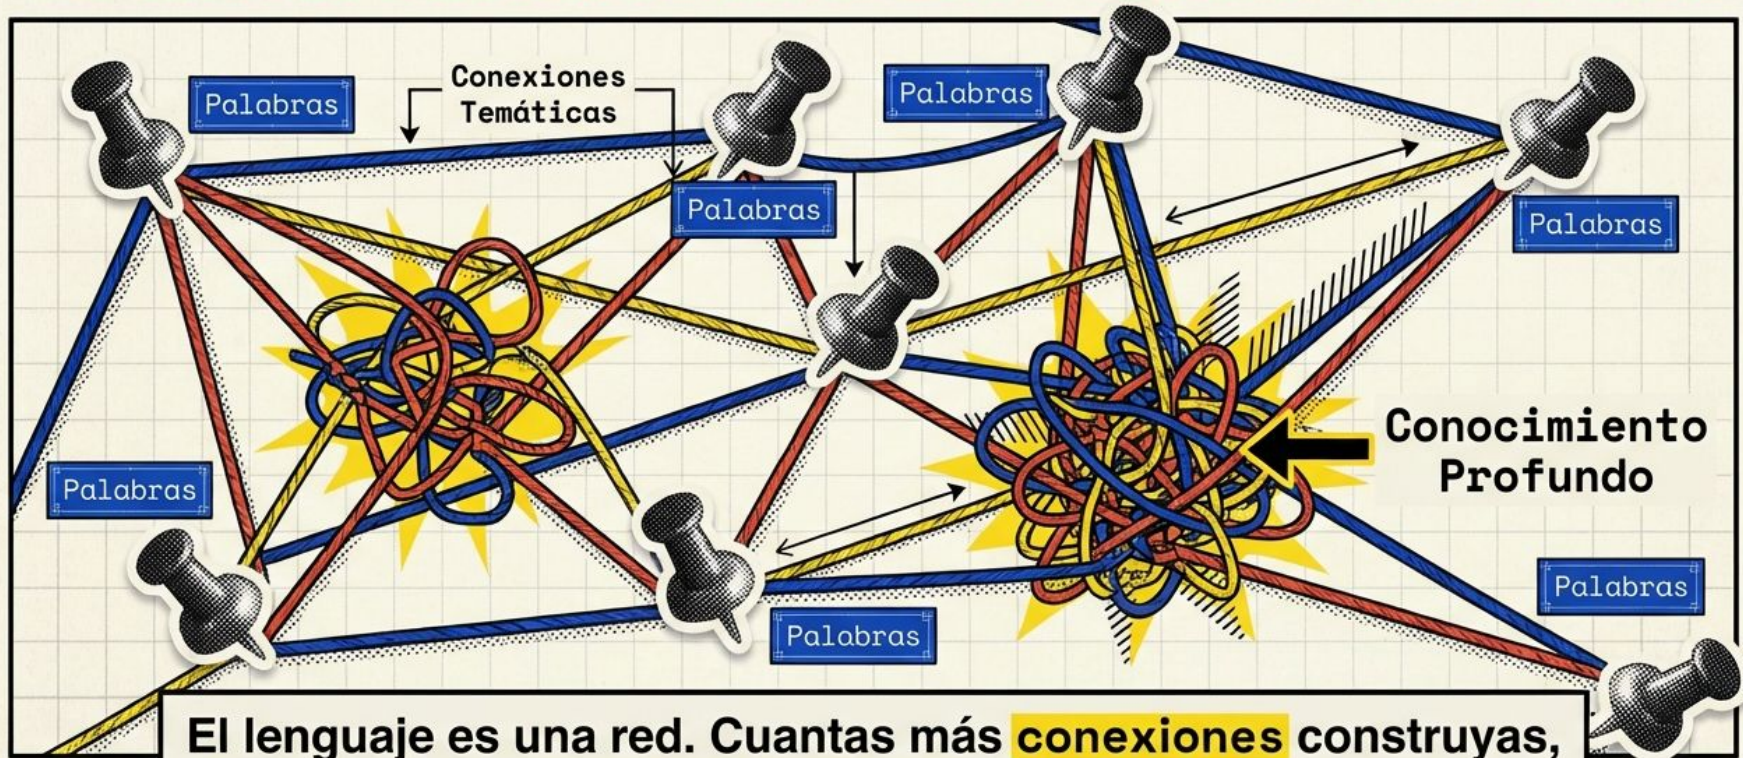 Palabras
Conexiones
Temáticas
Palabras
Palabras
Palabras
Palabras
Conocimiento
Profundo
Palabras
Palabras
El lenguaje es una red. Cuantas más conexiones construyas,